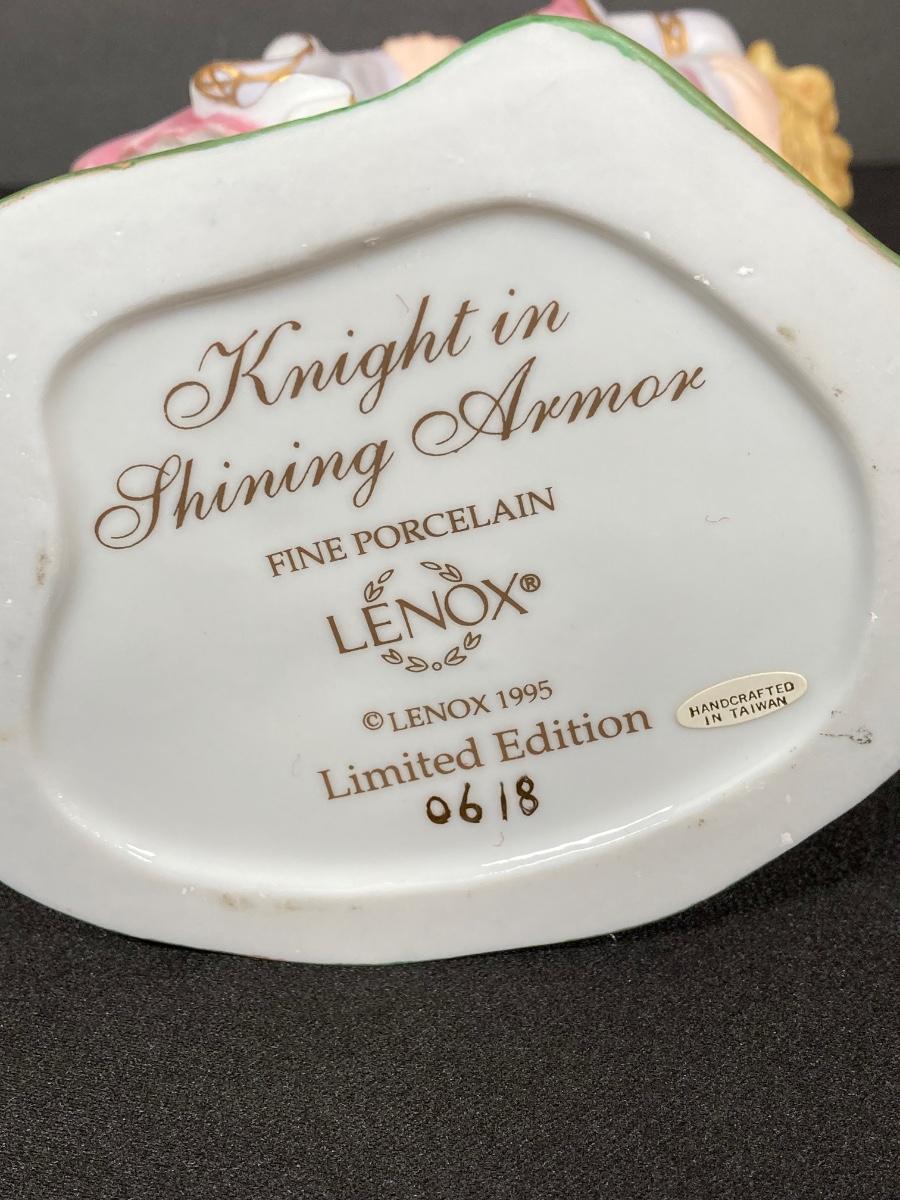 Knight in
Shining Armor
FINE PORCELAIN
LENOX®
© LENOX 1995
Limited Edition
0618
HANDCRAFTED
IN TAIWAN